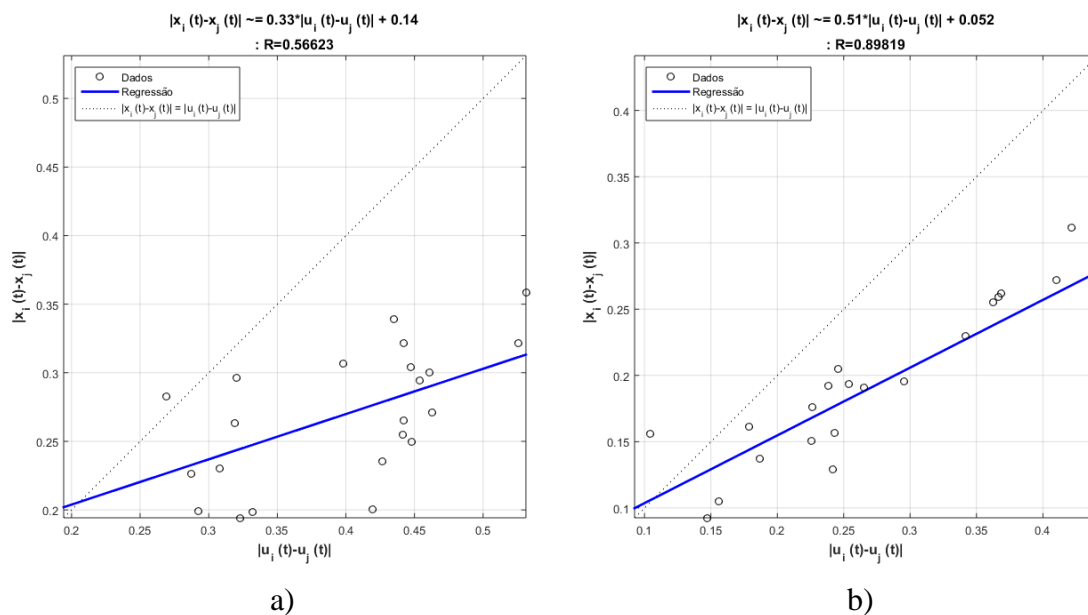 |x_i (t)-x_j (t)| ~= 0.33*|u_i (t)-u_j (t)| + 0.14
: R=0.56623
Dados
Regressão
|x_i (t)-x_j (t)| = |u_i (t)-u_j (t)|
0.5
0.45
0.4
0.35
0.3
0.25
0.2
|x_i (t)-x_j (t)|
0.2 0.25 0.3 0.35 0.4 0.45 0.5
|u_i (t)-u_j (t)|
a)
|x_i (t)-x_j (t)| ~= 0.51*|u_i (t)-u_j (t)| + 0.052
: R=0.89819
Dados
Regressão
|x_i (t)-x_j (t)| = |u_i (t)-u_j (t)|
0.4
0.35
0.3
0.25
0.2
0.15
0.1
|x_i (t)-x_j (t)|
0.1 0.15 0.2 0.25 0.3 0.35 0.4
|u_i (t)-u_j (t)|
b)